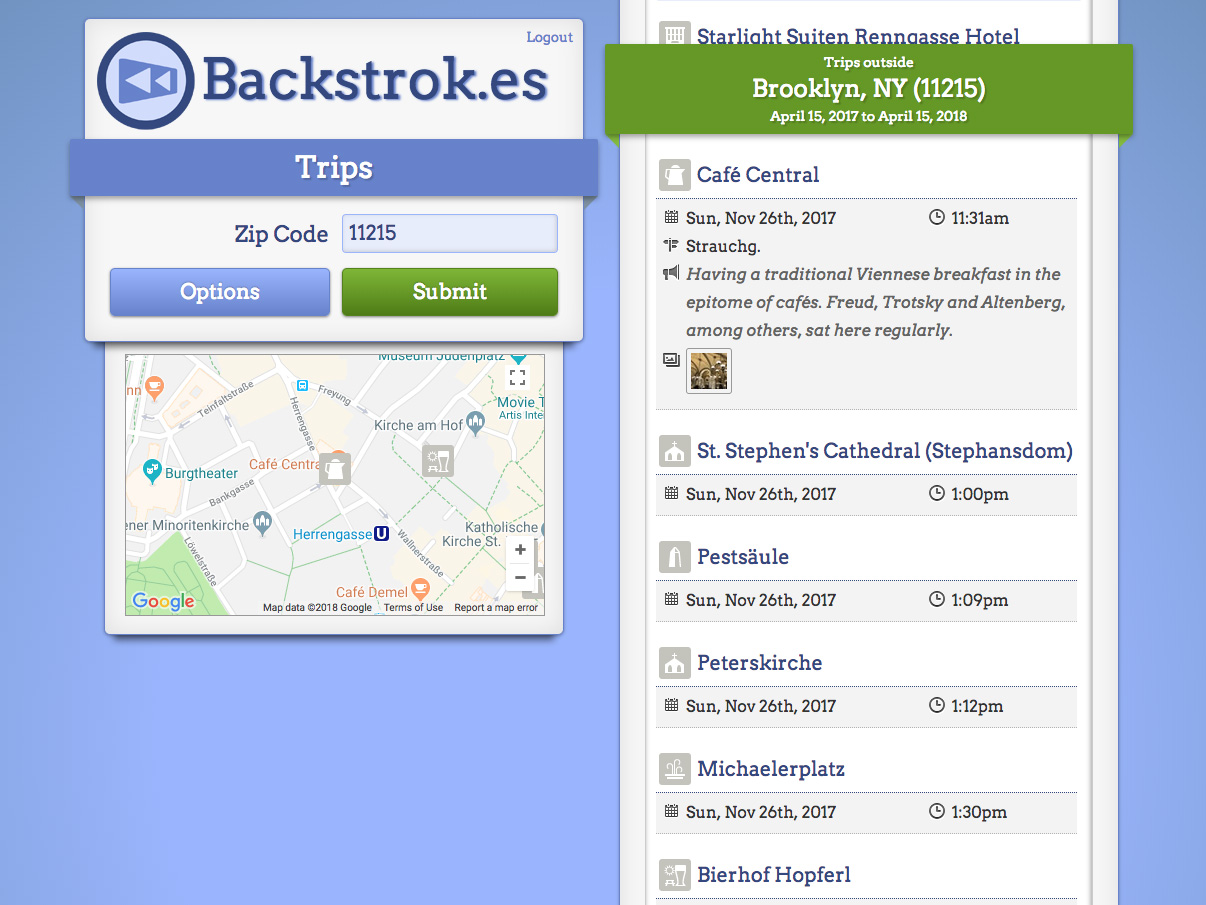 Logout
Backstrok.es
Trips
Zip Code
11215
Options
Submit
Museum Judenplatz
nn
Teinfaltstraße
Freyung
Herrengasse
Movie T
Artis Inte
Kirche am Hof
Burgtheater
Café Centra
Bankgasse
ener Minoritenkirche
Herrengasse U
Katholische
Kirche St.
Löwelstraße
Wallnerstraße
Café Demel
+
−
Google
Map data ©2018 Google Terms of Use Report a map error
Starlight Suiten Renngasse Hotel
Trips outside
Brooklyn, NY (11215)
April 15, 2017 to April 15, 2018
Café Central
Sun, Nov 26th, 2017 11:31am
Strauchg.
Having a traditional Viennese breakfast in the
epitome of cafés. Freud, Trotsky and Altenberg,
among others, sat here regularly.
St. Stephen's Cathedral (Stephansdom)
Sun, Nov 26th, 2017 1:00pm
Pestsäule
Sun, Nov 26th, 2017 1:09pm
Peterskirche
Sun, Nov 26th, 2017 1:12pm
Michaelerplatz
Sun, Nov 26th, 2017 1:30pm
Bierhof Hopferl